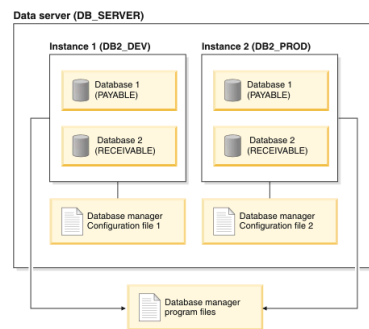 Data server (DB_SERVER)
Instance 1 (DB2_DEV)
Database 1
(PAYABLE)
Database 2
(RECEIVABLE)
Database manager
Configuration file 1
Instance 2 (DB2_PROD)
Database 1
(PAYABLE)
Database 2
(RECEIVABLE)
Database manager
Configuration file 2
Database manager
program files